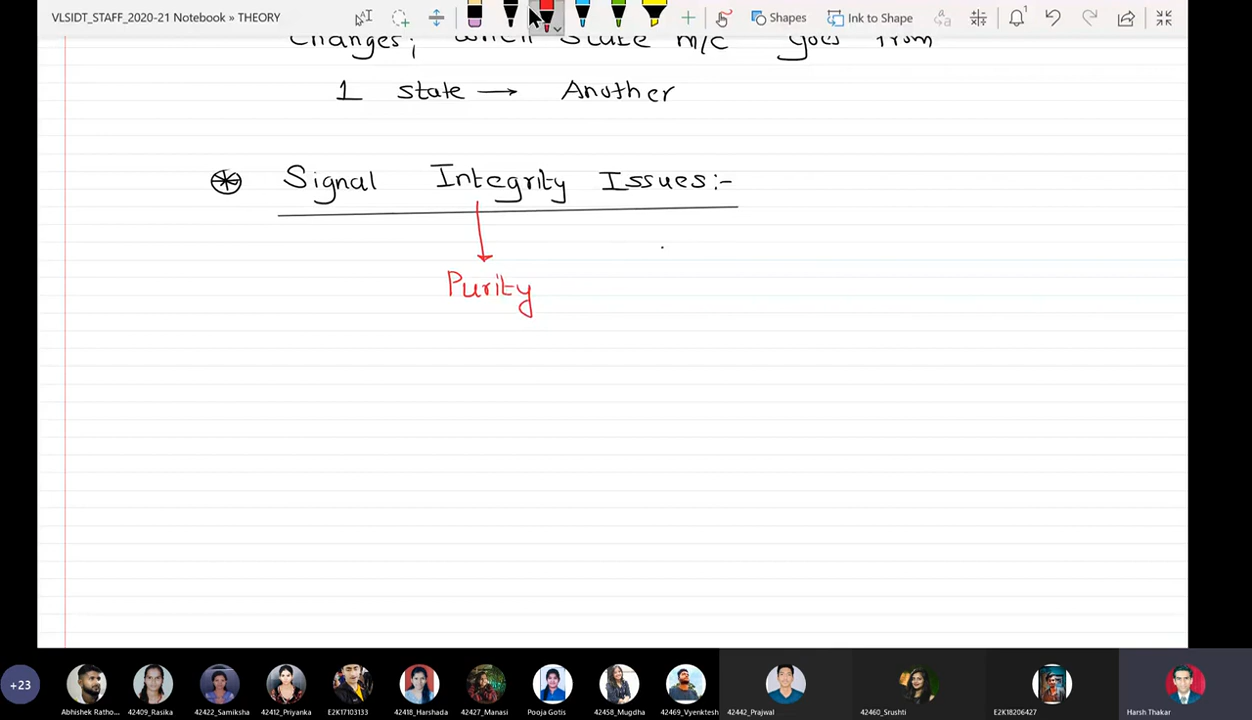 VLSIDT_STAFF_2020-21 Notebook » THEORY
Shapes
Ink to Shape
changes; when state m/c goes from
1 state → Another
Signal Integrity Issues:-
Purity
+23
Abhishek Ratho...
42409_Rasika
42422_Samiksha
42412_Priyanka
E2K17103133
42418_Harshada
42427_Manasi
Pooja Gotis
42458_Mugdha
42469_Vyenktesh
42442_Prajwal
42460_Srushti
E2K18206427
Harsh Thakar